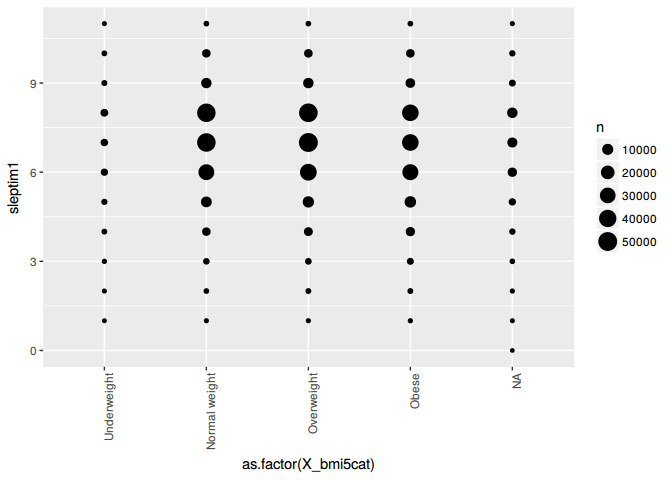 9
6
3
0
sleptim1
Underweight
Normal weight
Overweight
Obese
NA
as.factor(X_bmi5cat)
n
10000
20000
30000
40000
50000